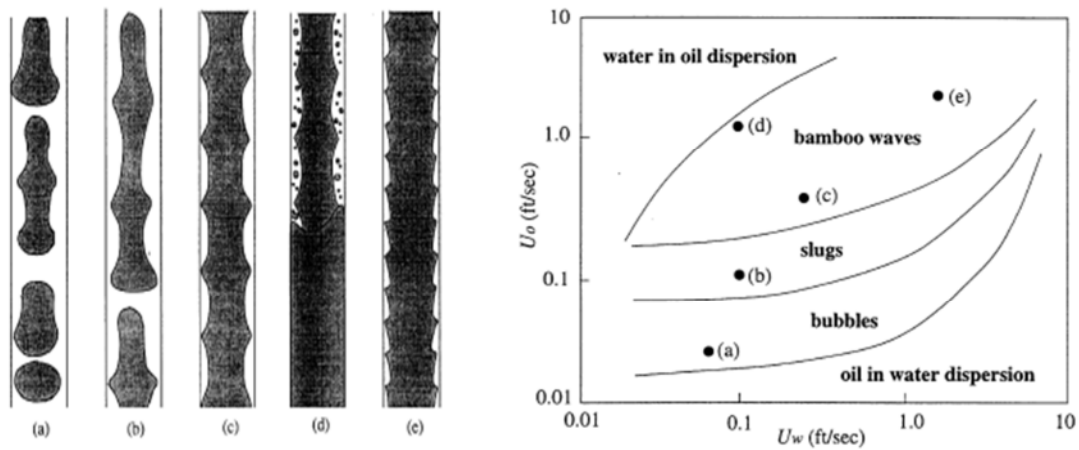 (a)
(b)
(c)
(d)
(e)
10
1.0
0.1
0.01
Uo (ft/sec)
water in oil dispersion
(e)
(d)
bamboo waves
(c)
slugs
(b)
bubbles
(a)
oil in water dispersion
0.01
0.1
1.0
10
Uw (ft/sec)